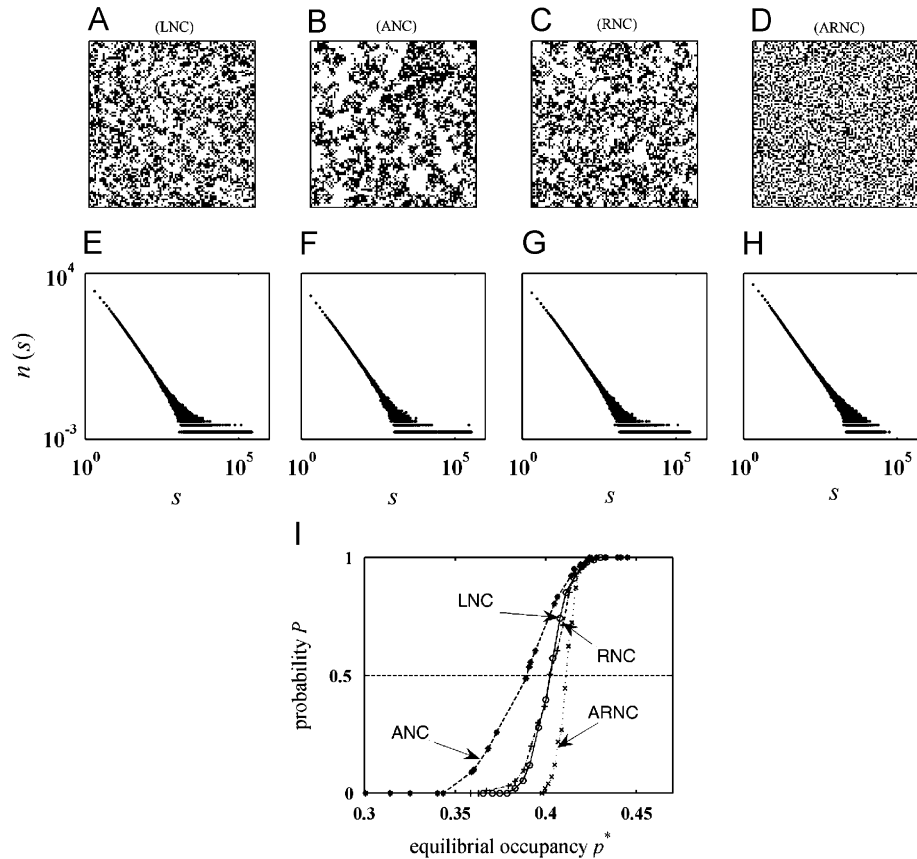 A B C D
(LNC) (ANC) (RNC) (ARNC)
E F G H
10^4
n(s)
10^-3
10^0 10^5 10^0 10^5 10^0 10^5 10^0 10^5
s s s s
I
1
LNC
RNC
probability P
0.5
ANC
ARNC
0
0.3 0.35 0.4 0.45
equilibrial occupancy p*